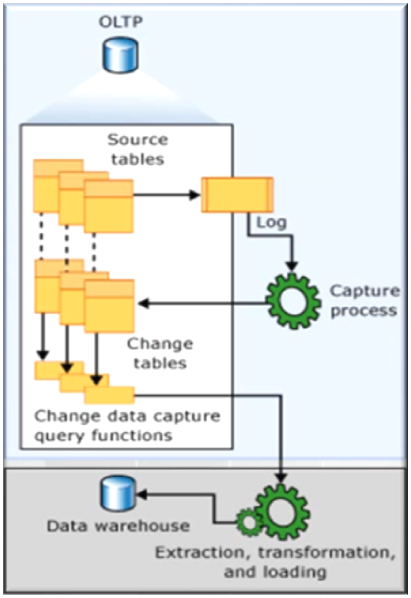 OLTP
Source
tables
Log
Capture
process
Change
tables
Change data capture
query functions
Data warehouse
Extraction, transformation,
and loading